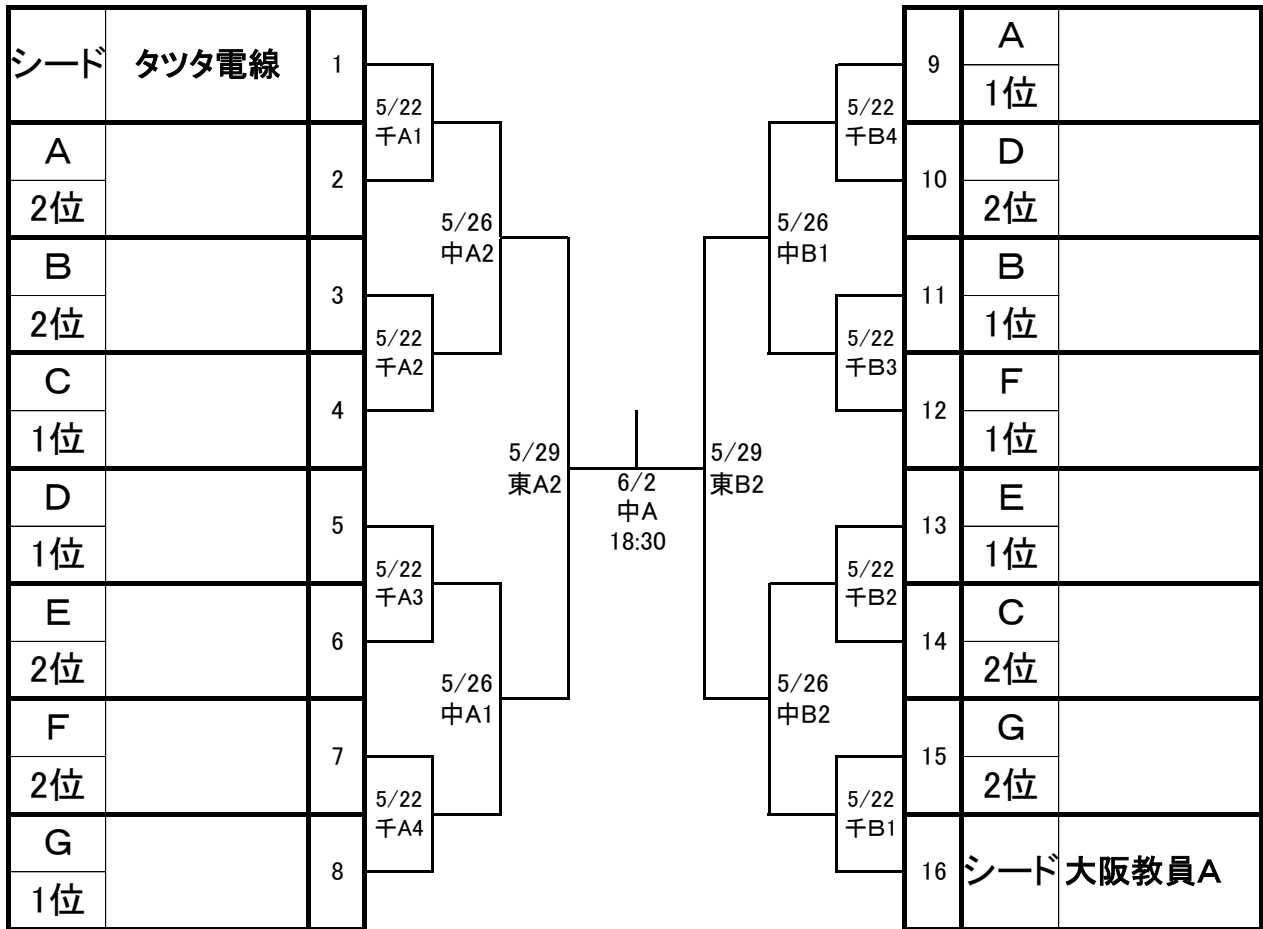 シード タツタ電線 1
A
2位
2
B
2位
3
C
1位
4
D
1位
5
E
2位
6
F
2位
7
G
1位
8
5/22
千A1
5/22
千A2
5/22
千A3
5/22
千A4
5/26
中A2
5/26
中A1
5/29
東A2
6/2
中A
18:30
5/29
東B2
5/26
中B1
5/26
中B2
5/22
千B4
5/22
千B3
5/22
千B2
5/22
千B1
9
A
1位
10
D
2位
11
B
1位
12
F
1位
13
E
1位
14
C
2位
15
G
2位
16 シード 大阪教員A